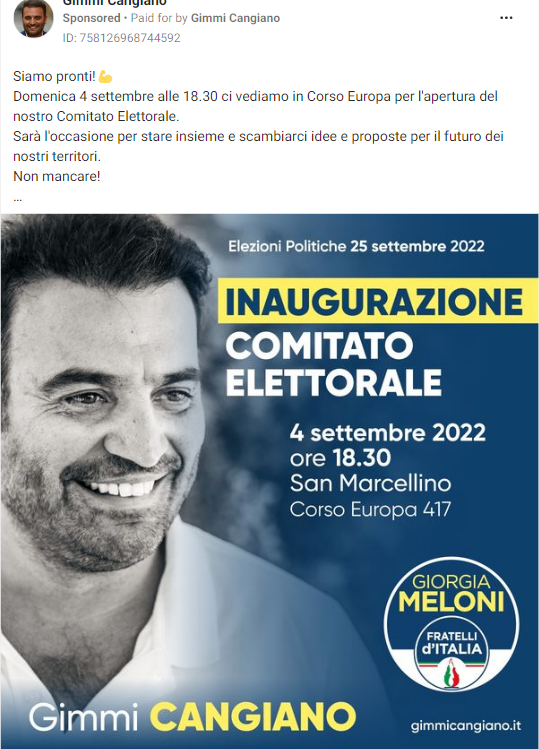 Gimmi Cangiano
Sponsored • Paid for by Gimmi Cangiano
ID: 758126968744592
Siamo pronti! 💪
Domenica 4 settembre alle 18.30 ci vediamo in Corso Europa per l'apertura del
nostro Comitato Elettorale.
Sarà l'occasione per stare insieme e scambiarci idee e proposte per il futuro dei
nostri territori.
Non mancare!
...
Elezioni Politiche 25 settembre 2022
INAUGURAZIONE
COMITATO
ELETTORALE
4 settembre 2022
ore 18.30
San Marcellino
Corso Europa 417
GIORGIA
MELONI
FRATELLI
d'ITALIA
Gimmi CANGIANO
gimmicangiano.it